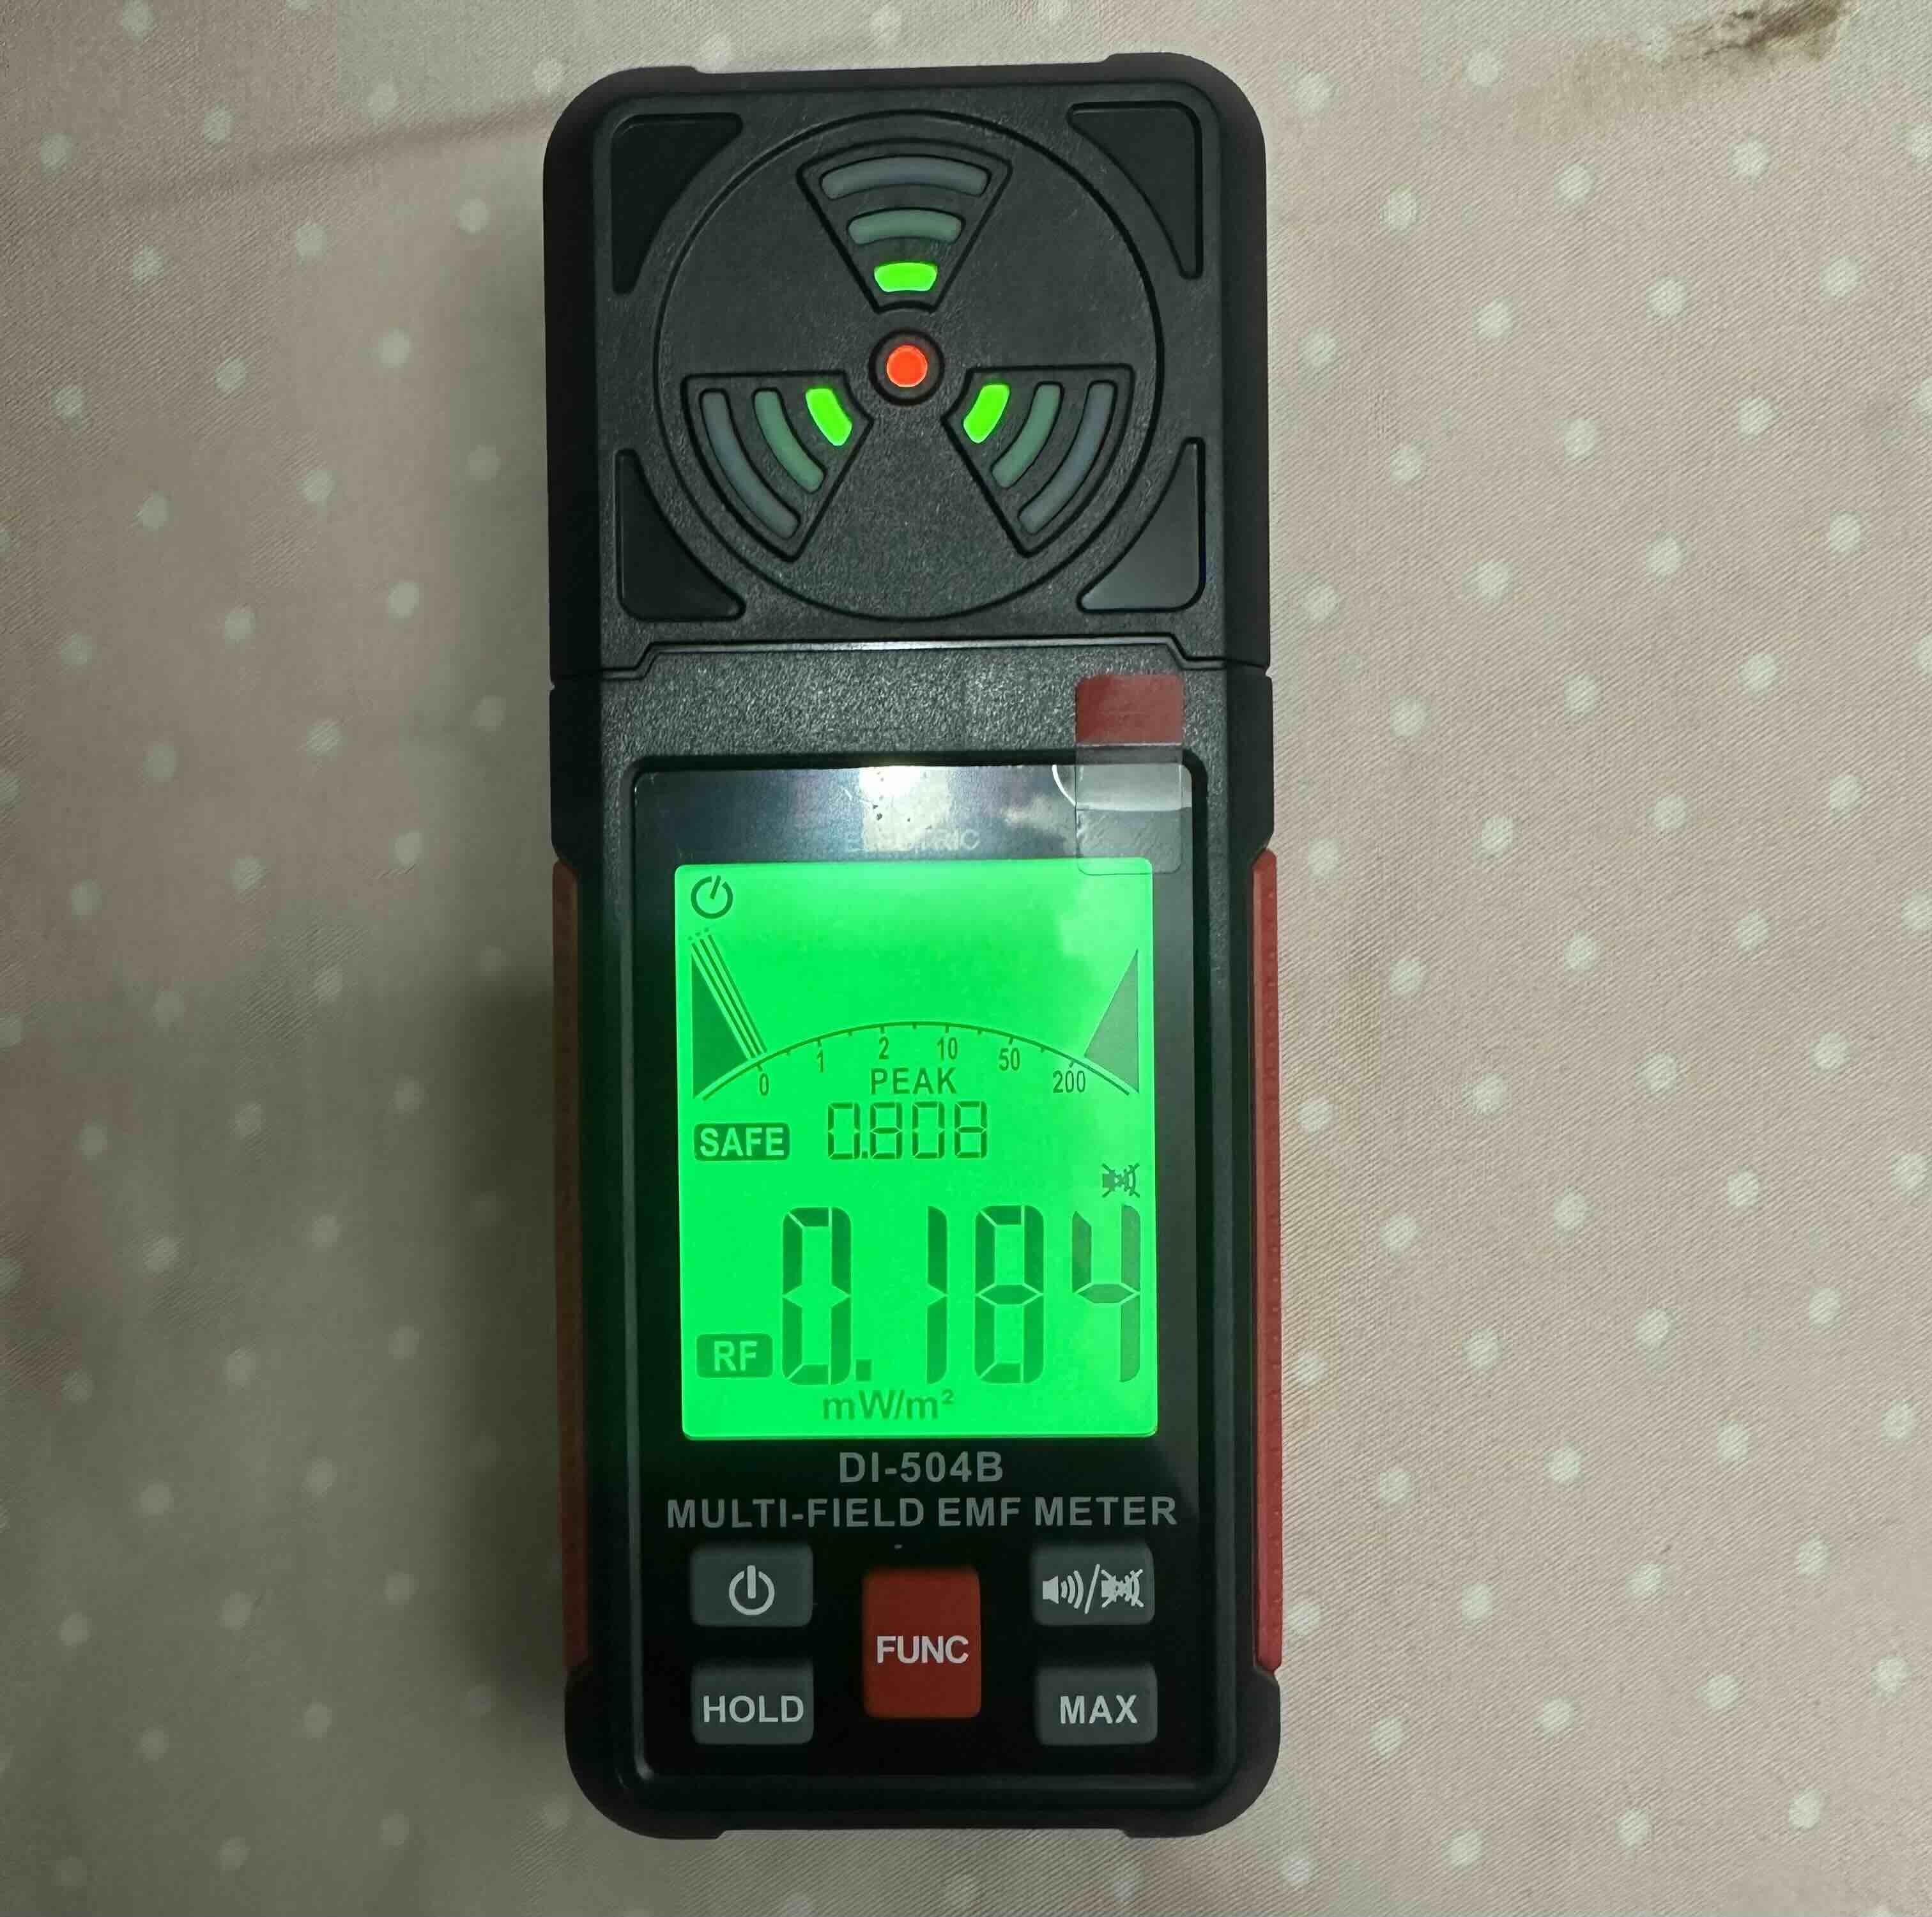 0 1 2 10 50 200
PEAK
SAFE 0.808
RF 0.184
mW/m²
DI-504B
MULTI-FIELD EMF METER
FUNC
HOLD
MAX